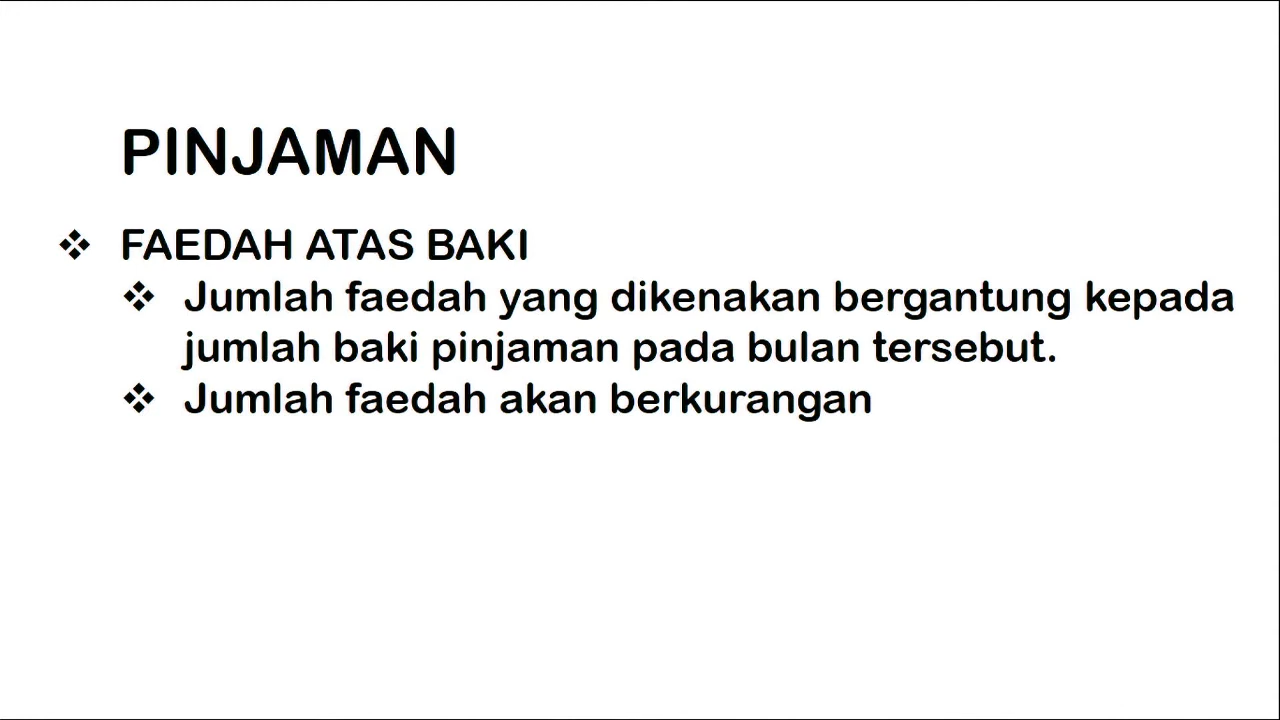 PINJAMAN
❖ FAEDAH ATAS BAKI
❖ Jumlah faedah yang dikenakan bergantung kepada
jumlah baki pinjaman pada bulan tersebut.
❖ Jumlah faedah akan berkurangan